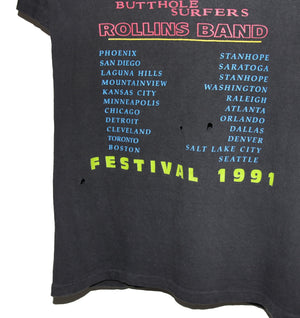 BUTTHOLE
SURFERS
ROLLINS BAND
PHOENIX
SAN DIEGO
LAGUNA HILLS
MOUNTAINVIEW
KANSAS CITY
MINNEAPOLIS
CHICAGO
DETROIT
CLEVELAND
TORONTO
BOSTON
STANHOPE
SARATOGA
STANHOPE
WASHINGTON
RALEIGH
ATLANTA
ORLANDO
DALLAS
DENVER
SALT LAKE CITY
SEATTLE
FESTIVAL 1991